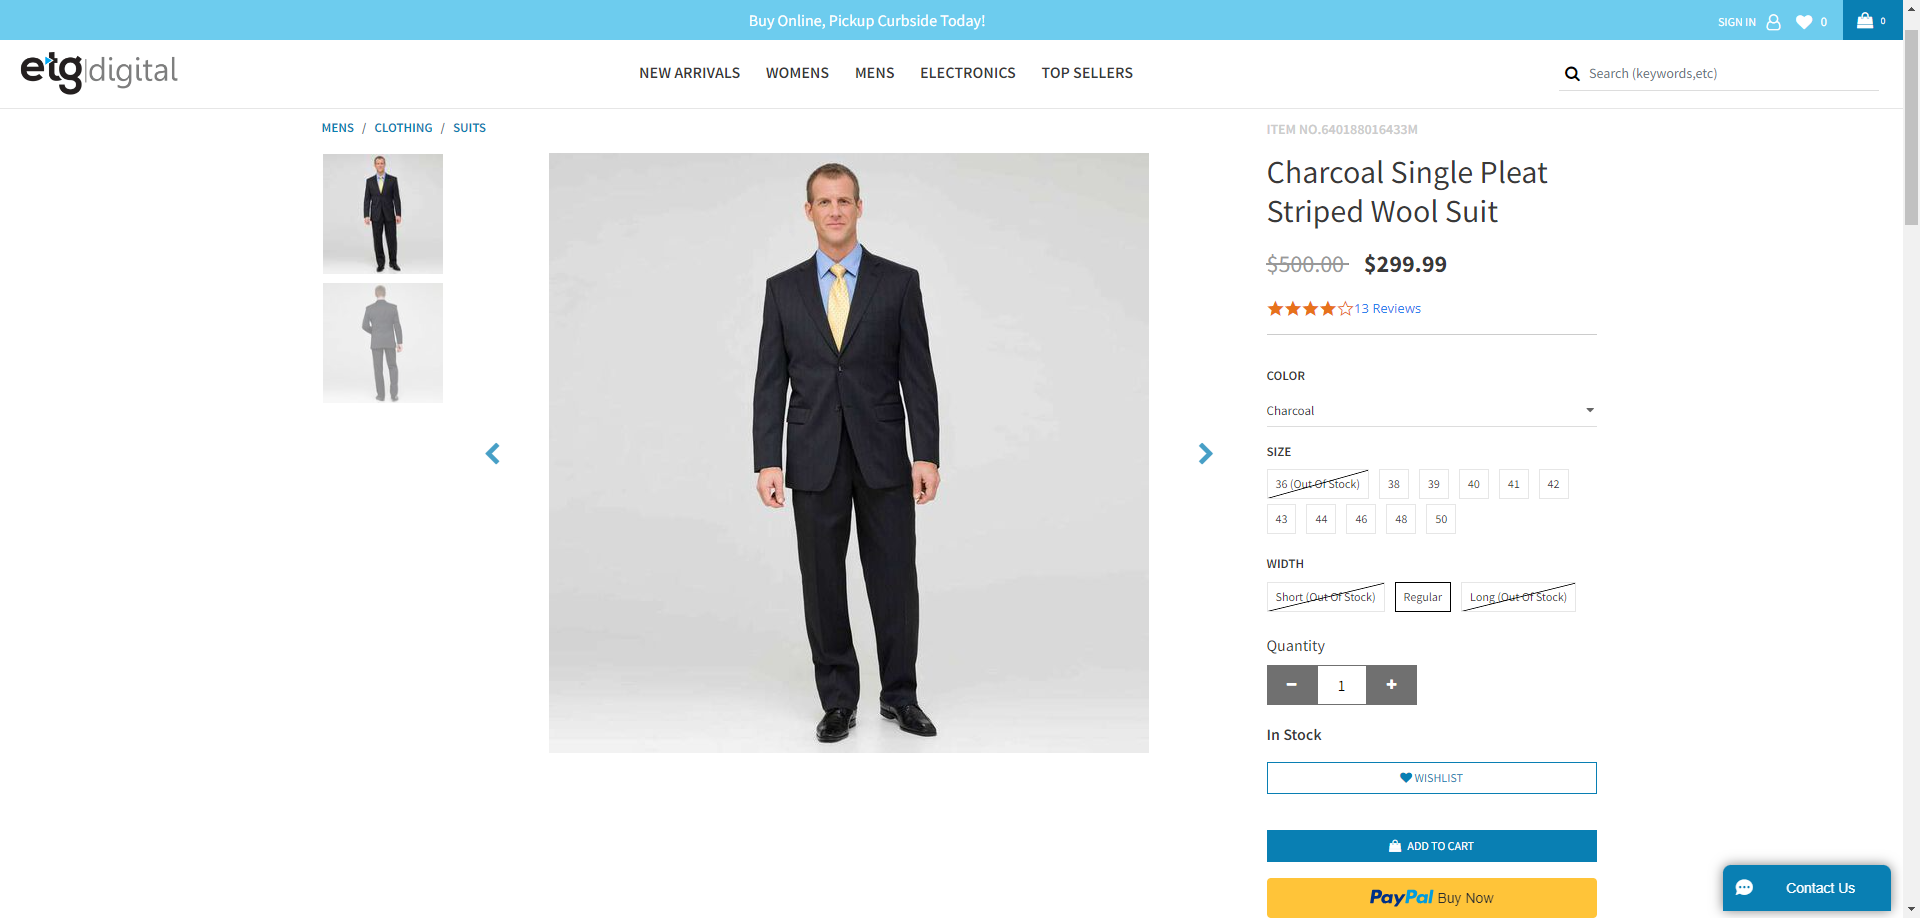 Buy Online, Pickup Curbside Today!
SIGN IN 0 0
etg|digital
NEW ARRIVALS WOMENS MENS ELECTRONICS TOP SELLERS
Search (keywords,etc)
MENS / CLOTHING / SUITS
ITEM NO.640188016433M
Charcoal Single Pleat
Striped Wool Suit
$500.00 $299.99
13 Reviews
COLOR
Charcoal
SIZE
36 (Out Of Stock) 38 39 40 41 42
43 44 46 48 50
WIDTH
Short (Out Of Stock) Regular Long (Out Of Stock)
Quantity
− 1 +
In Stock
WISHLIST
ADD TO CART
PayPal Buy Now
Contact Us